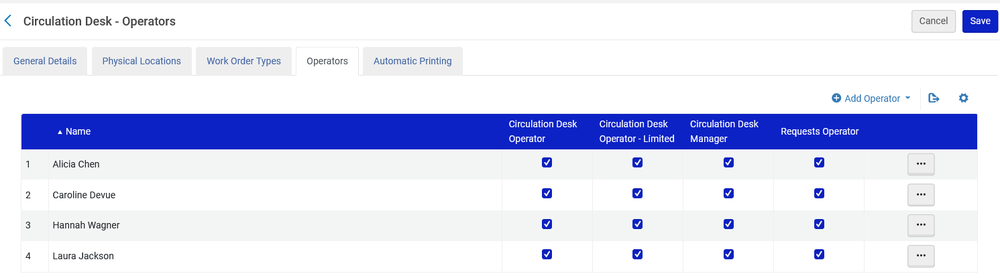 Circulation Desk - Operators
Cancel
Save
General Details
Physical Locations
Work Order Types
Operators
Automatic Printing
Add Operator
Name
Circulation Desk
Operator
Circulation Desk
Operator - Limited
Circulation Desk
Manager
Requests Operator
1 Alicia Chen
2 Caroline Devue
3 Hannah Wagner
4 Laura Jackson